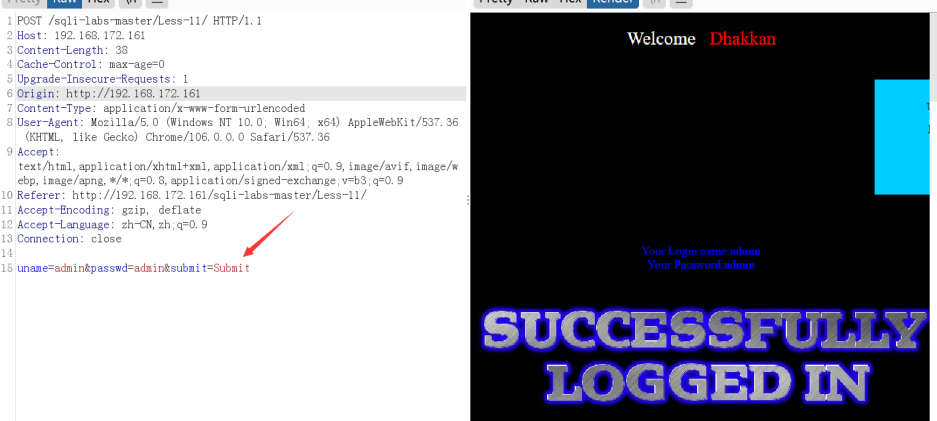 Pretty Raw Hex \n
1 POST /sqli-labs-master/Less-11/ HTTP/1.1
2 Host: 192.168.172.161
3 Content-Length: 38
4 Cache-Control: max-age=0
5 Upgrade-Insecure-Requests: 1
6 Origin: http://192.168.172.161
7 Content-Type: application/x-www-form-urlencoded
8 User-Agent: Mozilla/5.0 (Windows NT 10.0; Win64; x64) AppleWebKit/537.36
(KHTML, like Gecko) Chrome/106.0.0.0 Safari/537.36
9 Accept:
text/html,application/xhtml+xml,application/xml;q=0.9,image/avif,image/w
ebp,image/apng,*/*;q=0.8,application/signed-exchange;v=b3;q=0.9
10 Referer: http://192.168.172.161/sqli-labs-master/Less-11/
11 Accept-Encoding: gzip, deflate
12 Accept-Language: zh-CN,zh;q=0.9
13 Connection: close
14
15 uname=admin&passwd=admin&submit=Submit
Pretty Raw Hex Render \n
Welcome Dhakkan
Your Login name:admin
Your Password:admin
SUCCESSFULLY
LOGGED IN